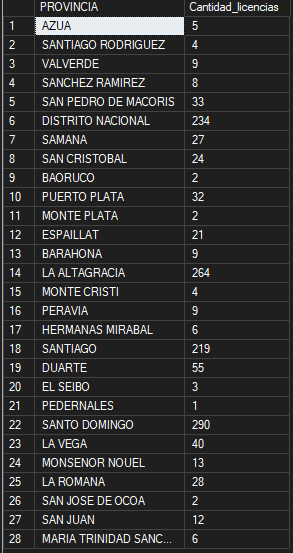 PROVINCIA Cantidad_licencias
1 AZUA 5
2 SANTIAGO RODRIGUEZ 4
3 VALVERDE 9
4 SANCHEZ RAMIREZ 8
5 SAN PEDRO DE MACORIS 33
6 DISTRITO NACIONAL 234
7 SAMANA 27
8 SAN CRISTOBAL 24
9 BAORUCO 2
10 PUERTO PLATA 32
11 MONTE PLATA 2
12 ESPAILLAT 21
13 BARAHONA 9
14 LA ALTAGRACIA 264
15 MONTE CRISTI 4
16 PERAVIA 9
17 HERMANAS MIRABAL 6
18 SANTIAGO 219
19 DUARTE 55
20 EL SEIBO 3
21 PEDERNALES 1
22 SANTO DOMINGO 290
23 LA VEGA 40
24 MONSENOR NOUEL 13
25 LA ROMANA 28
26 SAN JOSE DE OCOA 2
27 SAN JUAN 12
28 MARIA TRINIDAD SANC... 6